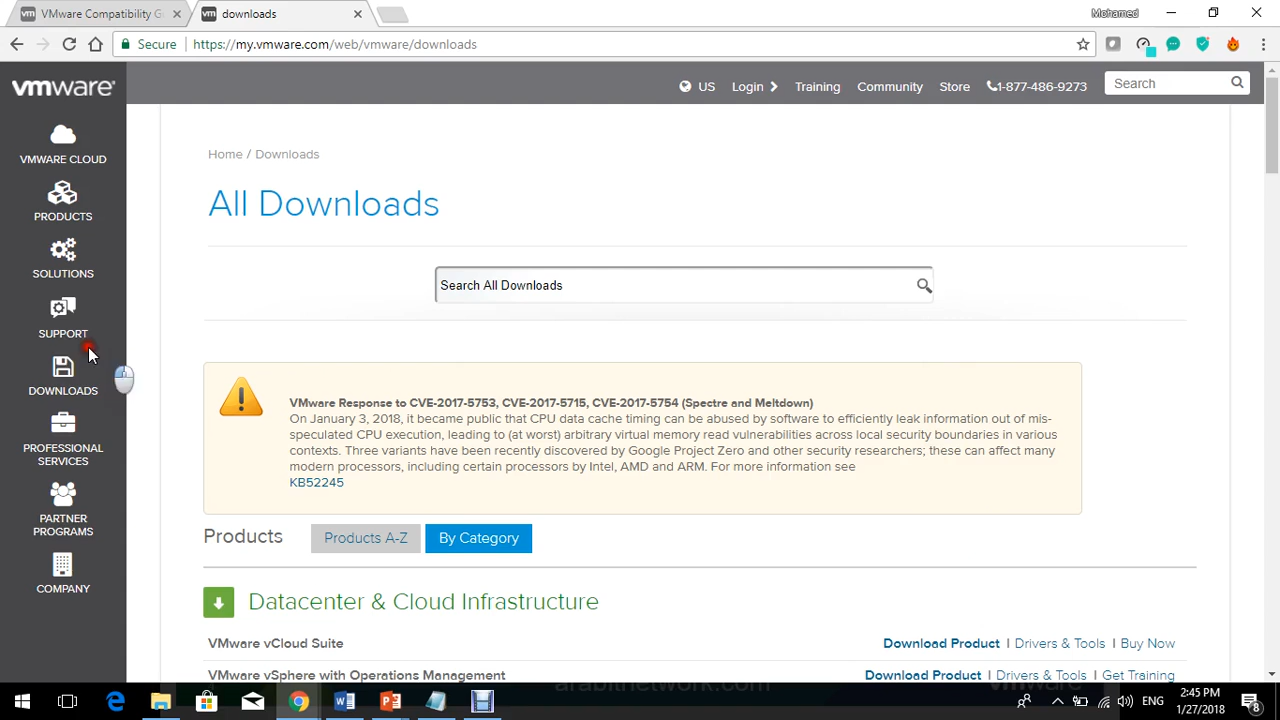 VMware Compatibility G
downloads
Mohamed
Secure
https://my.vmware.com/web/vmware/downloads
vmware
US
Login
Training
Community
Store
1-877-486-9273
Search
VMWARE CLOUD
PRODUCTS
SOLUTIONS
SUPPORT
DOWNLOADS
PROFESSIONAL
SERVICES
PARTNER
PROGRAMS
COMPANY
Home / Downloads
All Downloads
Search All Downloads
VMware Response to CVE-2017-5753, CVE-2017-5715, CVE-2017-5754 (Spectre and Meltdown)
On January 3, 2018, it became public that CPU data cache timing can be abused by software to efficiently leak information out of mis-
speculated CPU execution, leading to (at worst) arbitrary virtual memory read vulnerabilities across local security boundaries in various
contexts. Three variants have been recently discovered by Google Project Zero and other security researchers; these can affect many
modern processors, including certain processors by Intel, AMD and ARM. For more information see
KB52245
Products
Products A-Z
By Category
Datacenter & Cloud Infrastructure
VMware vCloud Suite
Download Product | Drivers & Tools | Buy Now
VMware vSphere with Operations Management
Download Product | Drivers & Tools | Get Training
arabitnetwork.com
ENG
2:45 PM
1/27/2018
8